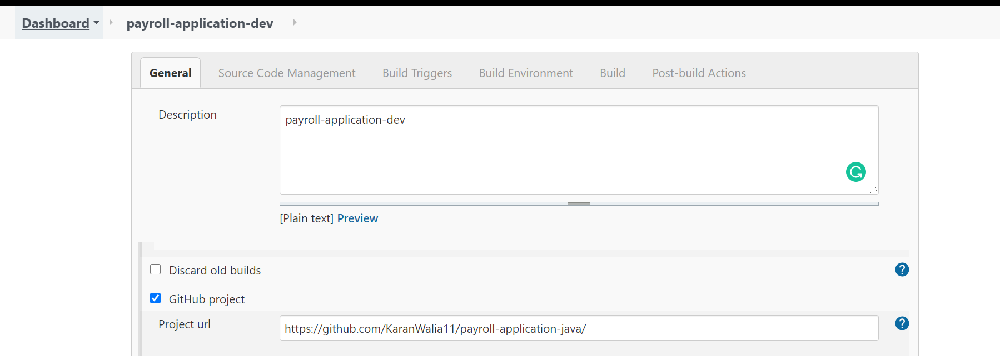 Dashboard payroll-application-dev
General Source Code Management Build Triggers Build Environment Build Post-build Actions
Description
payroll-application-dev
[Plain text] Preview
Discard old builds ?
GitHub project
Project url https://github.com/KaranWalia11/payroll-application-java/ ?